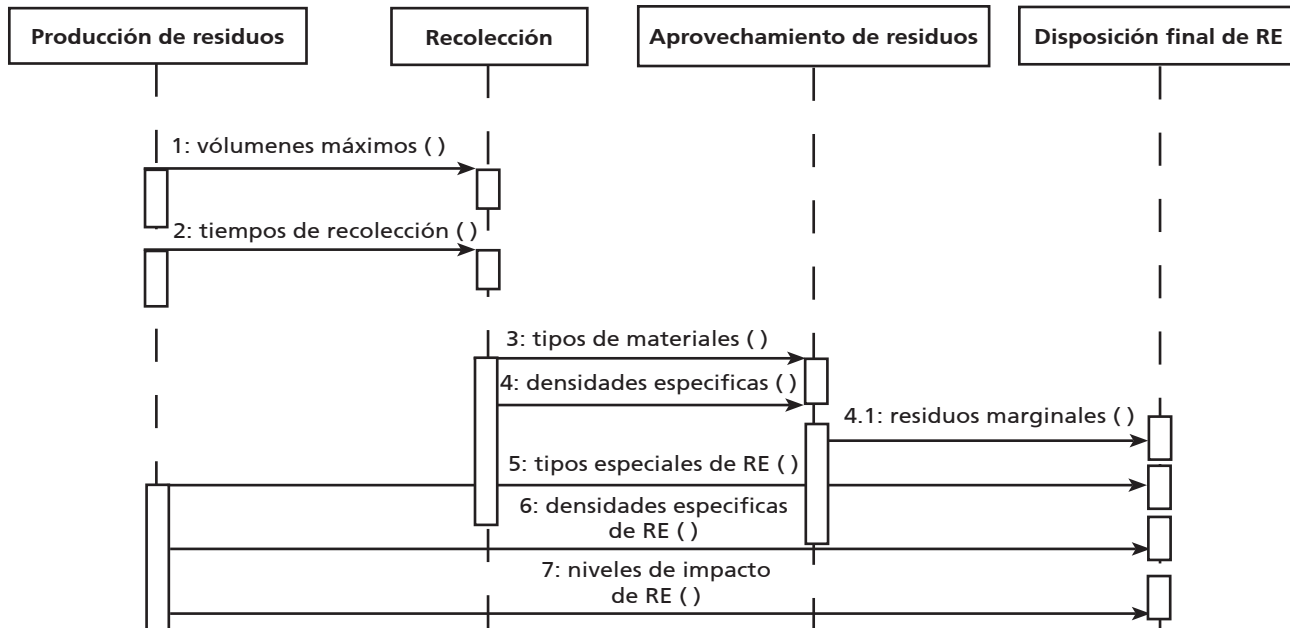 Producción de residuos
Recolección
Aprovechamiento de residuos
Disposición final de RE
1: vólumenes máximos ( )
2: tiempos de recolección ( )
3: tipos de materiales ( )
4: densidades especificas ( )
4.1: residuos marginales ( )
5: tipos especiales de RE ( )
6: densidades especificas
de RE ( )
7: niveles de impacto
de RE ( )